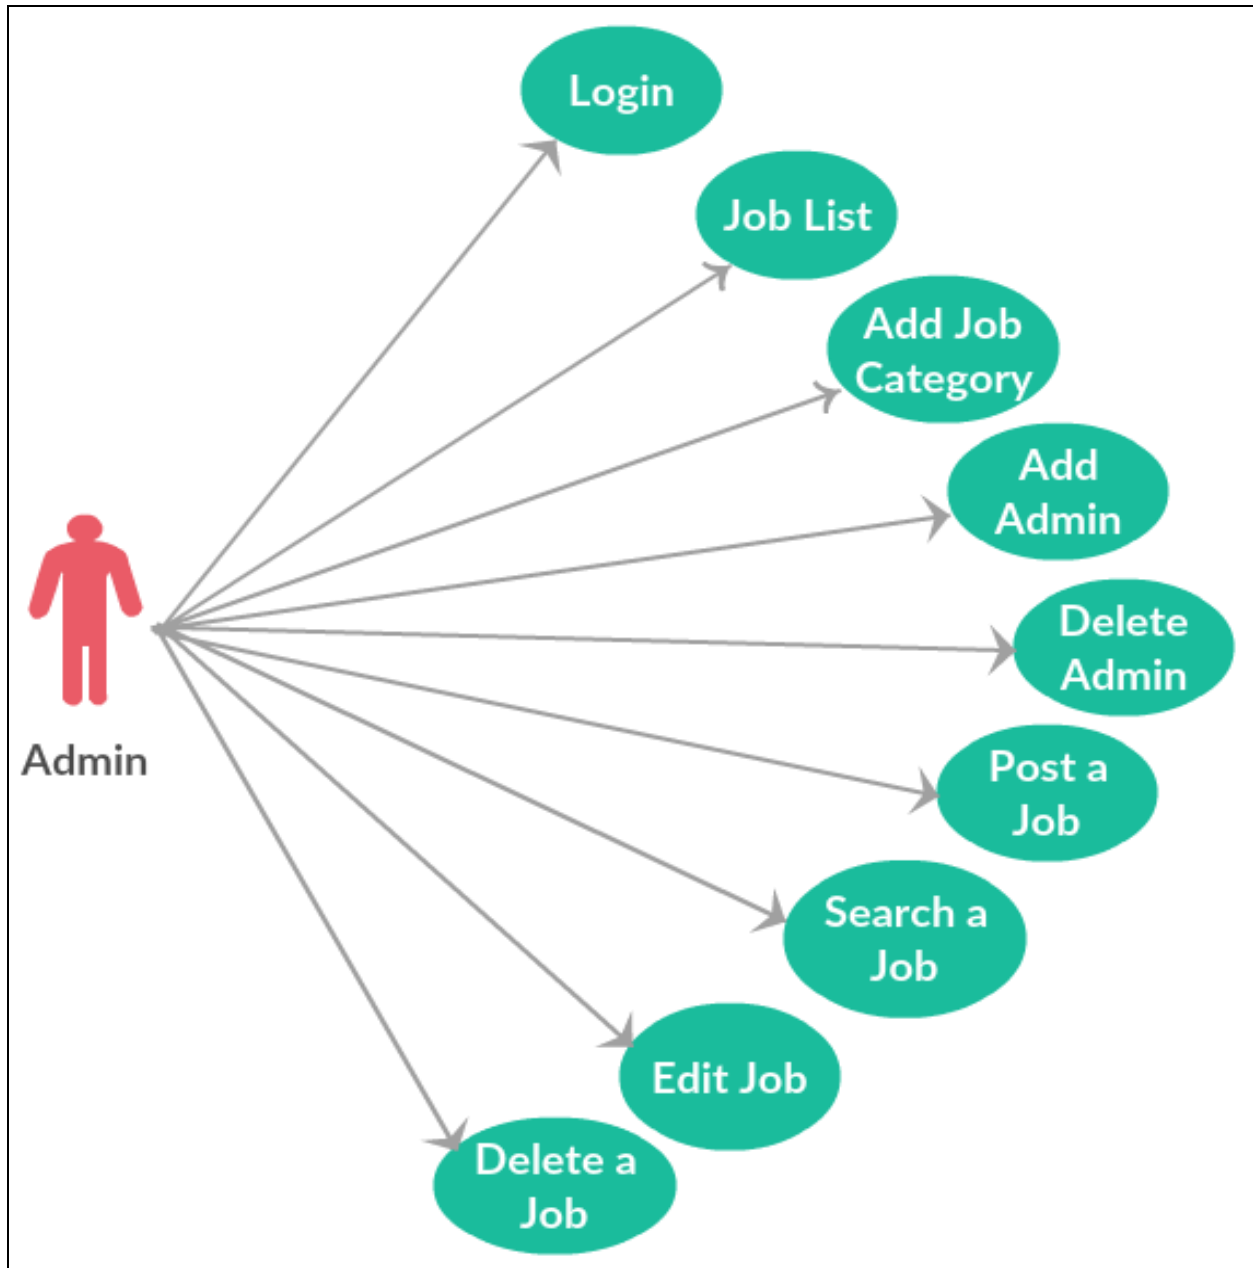 Login
Job List
Add Job
Category
Add
Admin
Delete
Admin
Admin
Post a
Job
Search a
Job
Edit Job
Delete a
Job